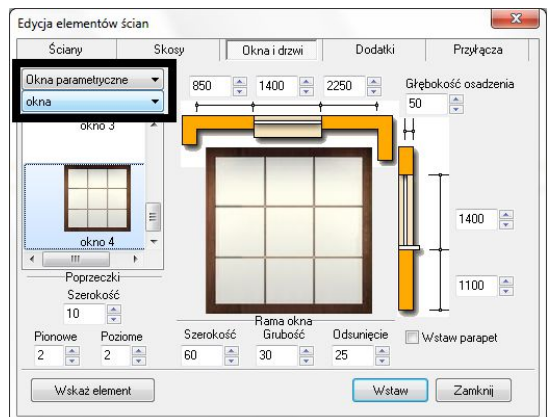 Edycja elementów ścian
Ściany Skosy Okna i drzwi Dodatki Przyłącza
Okna parametryczne
okna
850 1400 2250
Głębokość osadzenia
50
okno 3
okno 4
1400
1100
Poprzeczki
Szerokość
10
Pionowe Poziome
2 2
Rama okna
Szerokość Grubość Odsunięcie
60 30 25
Wstaw parapet
Wskaż element Wstaw Zamknij